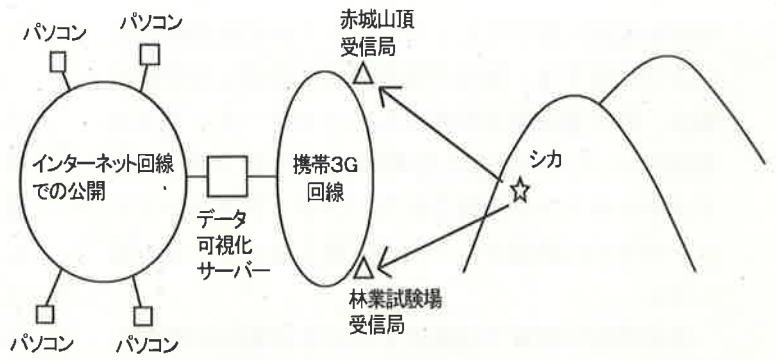 パソコン
パソコン
赤城山頂
受信局
インターネット回線
での公開
携帯3G
回線
シカ
データ
可視化
サーバー
林業試験場
受信局
パソコン
パソコン